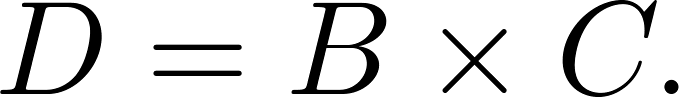 D = B × C.